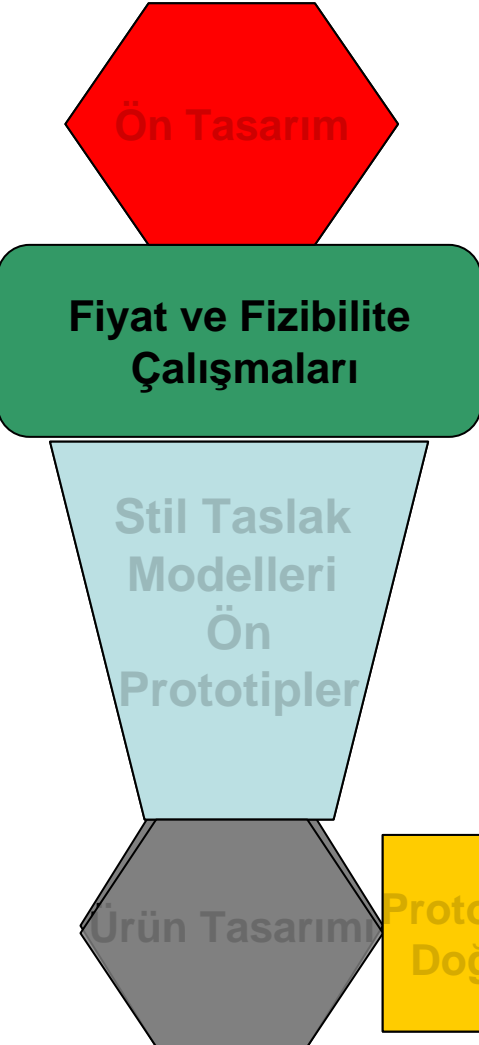 Ön Tasarım
Fiyat ve Fizibilite
Çalışmaları
Stil Taslak
Modelleri
Ön
Prototipler
Ürün Tasarımı